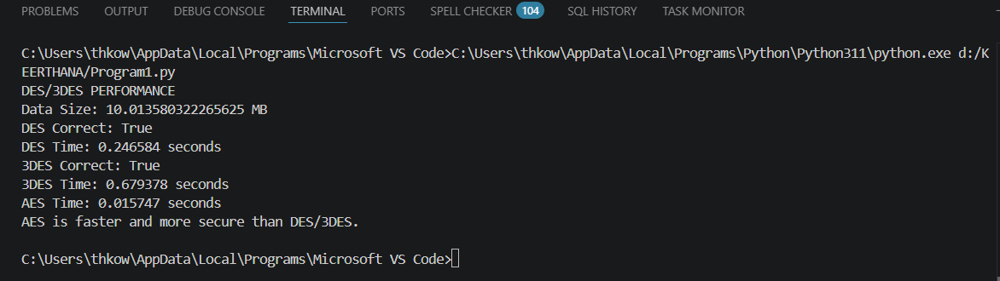 PROBLEMS OUTPUT DEBUG CONSOLE TERMINAL PORTS SPELL CHECKER 104 SQL HISTORY TASK MONITOR
C:\Users\thkow\AppData\Local\Programs\Microsoft VS Code>C:\Users\thkow\AppData\Local\Programs\Python\Python311\python.exe d:/K
EERTHANA/Program1.py
DES/3DES PERFORMANCE
Data Size: 10.013580322265625 MB
DES Correct: True
DES Time: 0.246584 seconds
3DES Correct: True
3DES Time: 0.679378 seconds
AES Time: 0.015747 seconds
AES is faster and more secure than DES/3DES.
C:\Users\thkow\AppData\Local\Programs\Microsoft VS Code>